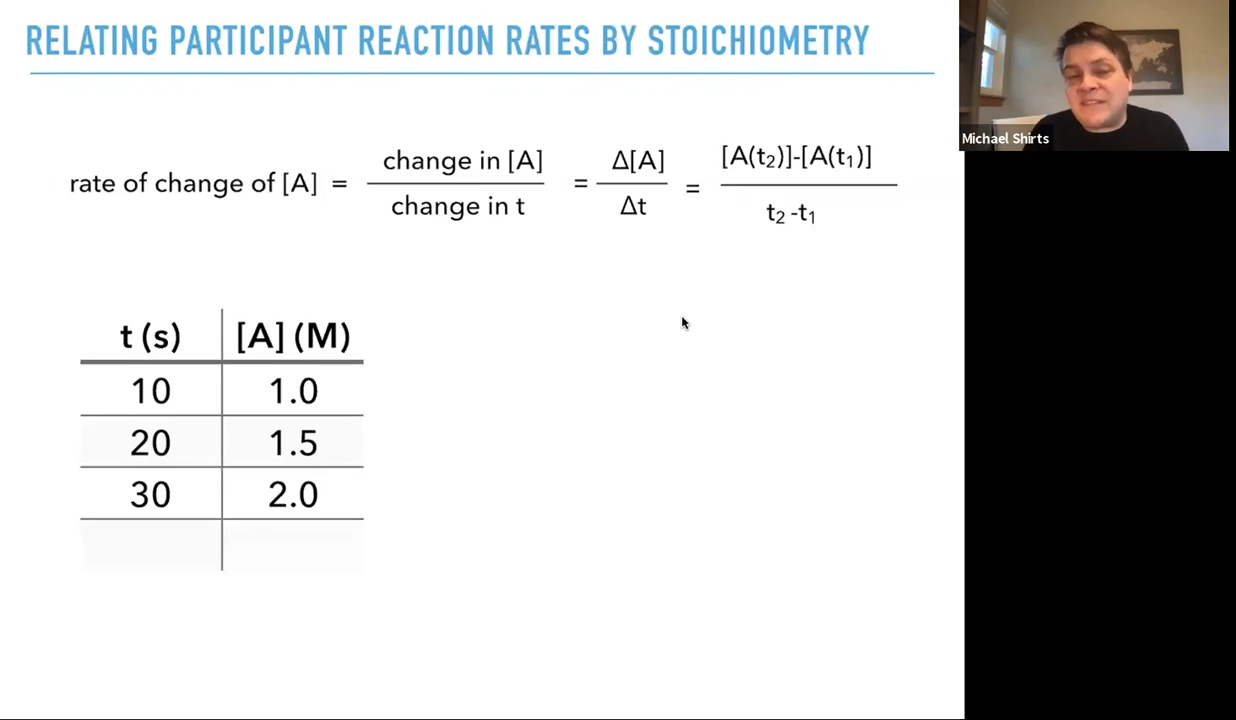 RELATING PARTICIPANT REACTION RATES BY STOICHIOMETRY
Michael Shirts
rate of change of [A] = change in [A] / change in t = Δ[A] / Δt = [A(t₂)]-[A(t₁)] / t₂ -t₁
t (s) [A] (M)
10 1.0
20 1.5
30 2.0